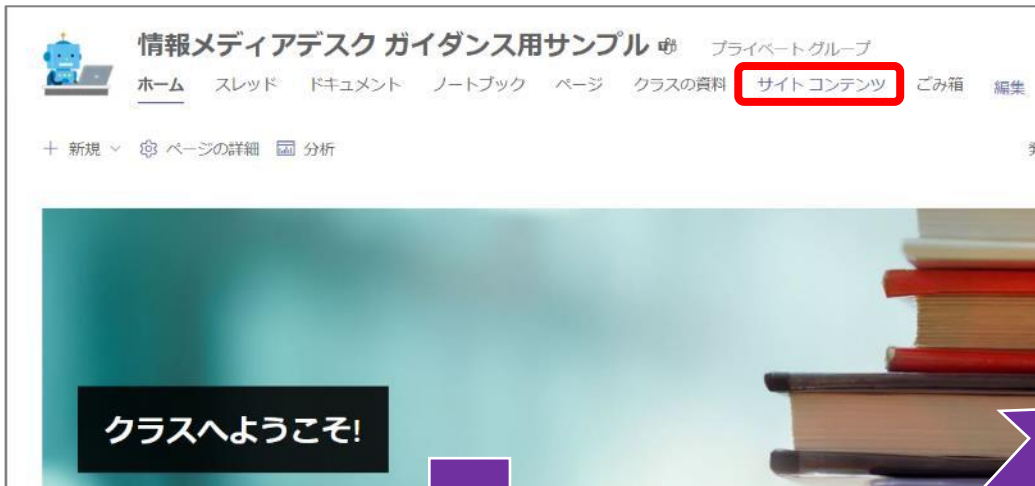 情報メディアデスク ガイダンス用サンプル プライベート グループ
ホーム スレッド ドキュメント ノートブック ページ クラスの資料 サイト コンテンツ ごみ箱 編集
+ 新規 ページの詳細 分析
クラスへようこそ!